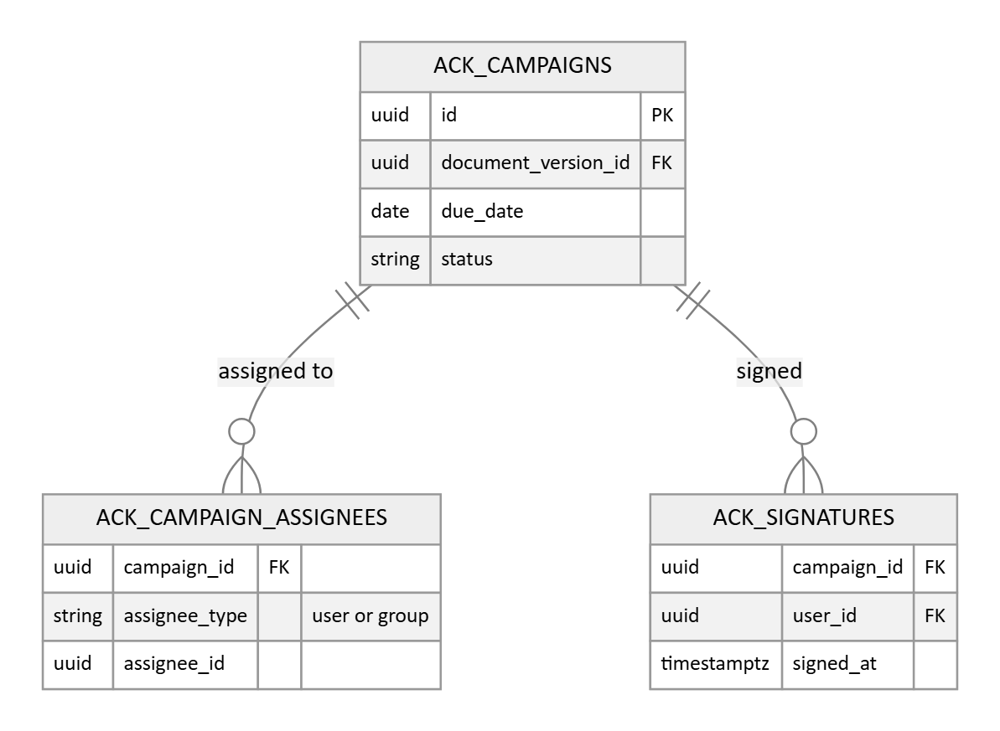 ACK_CAMPAIGNS
uuid id PK
uuid document_version_id FK
date due_date
string status
assigned to
signed
ACK_CAMPAIGN_ASSIGNEES
uuid campaign_id FK
string assignee_type user or group
uuid assignee_id
ACK_SIGNATURES
uuid campaign_id FK
uuid user_id FK
timestamptz signed_at